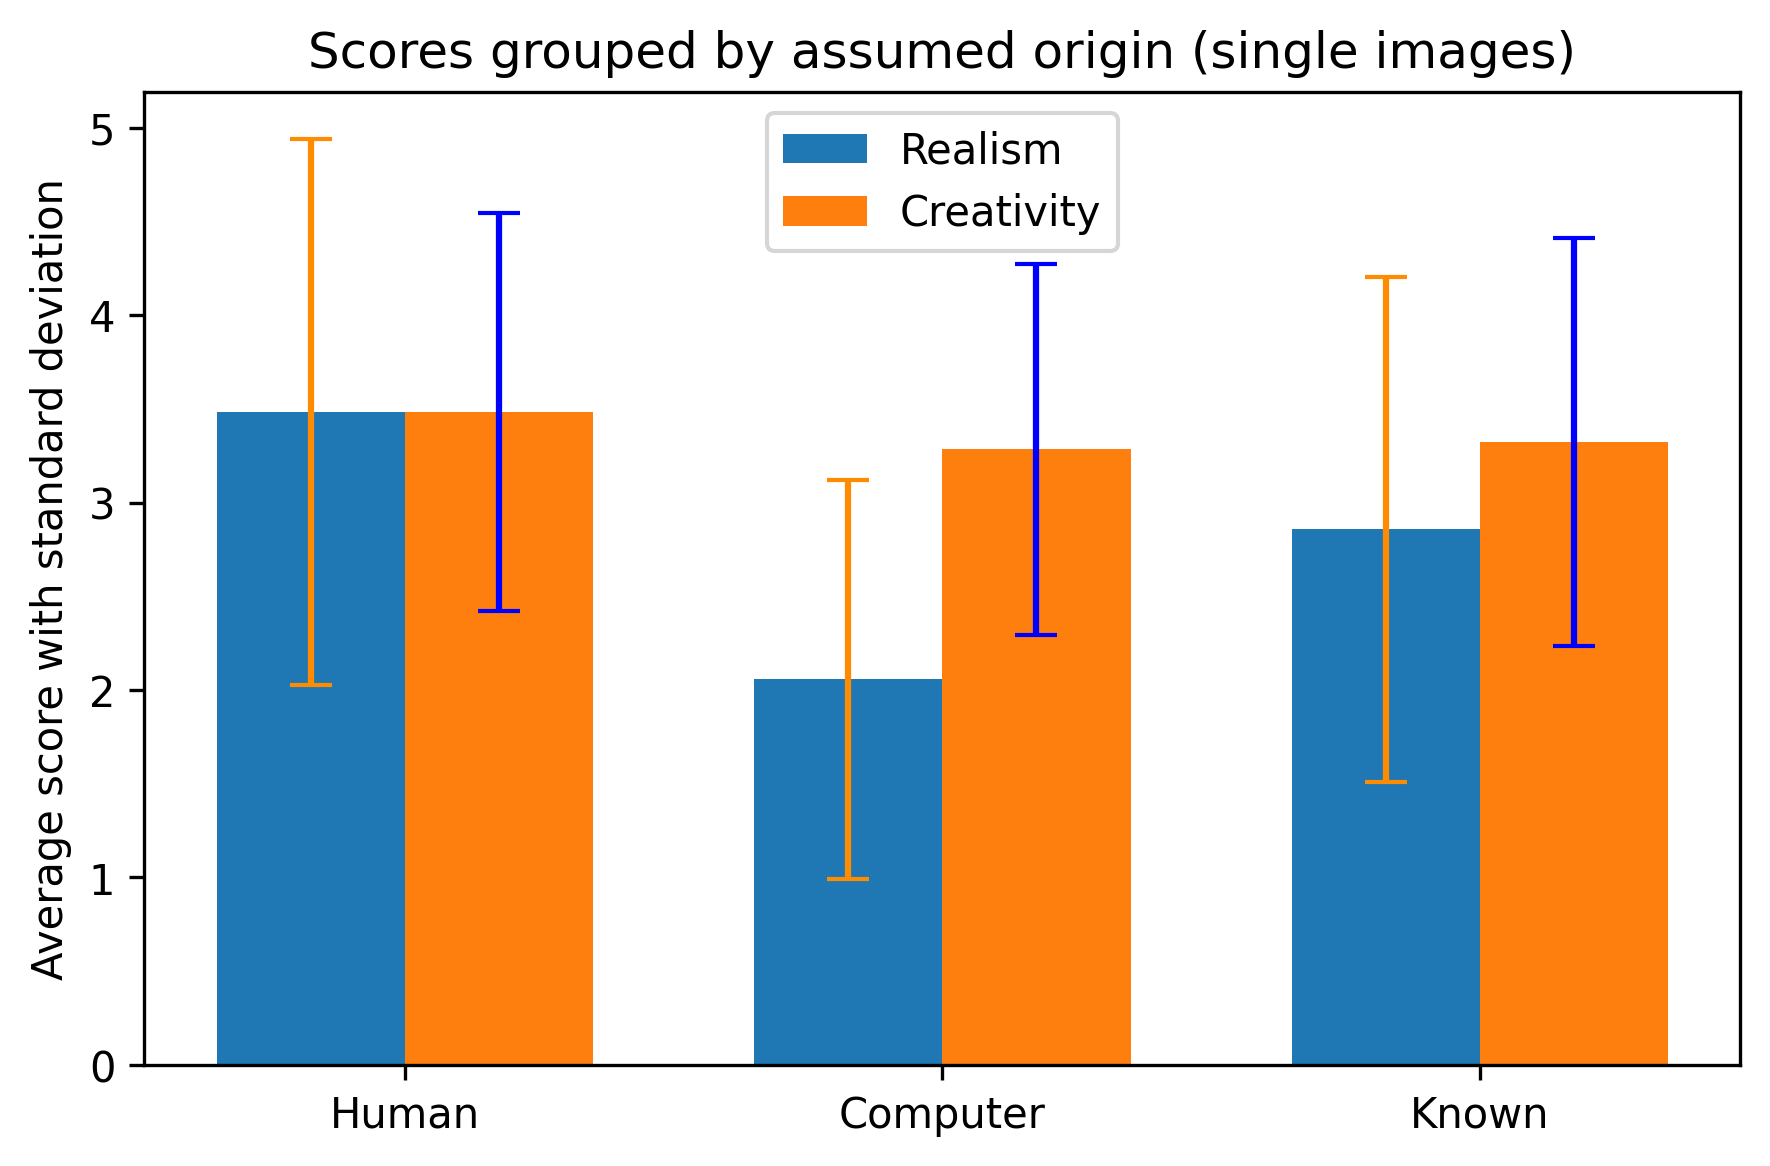 Scores grouped by assumed origin (single images)
Average score with standard deviation
5
4
3
2
1
0
Realism
Creativity
Human
Computer
Known